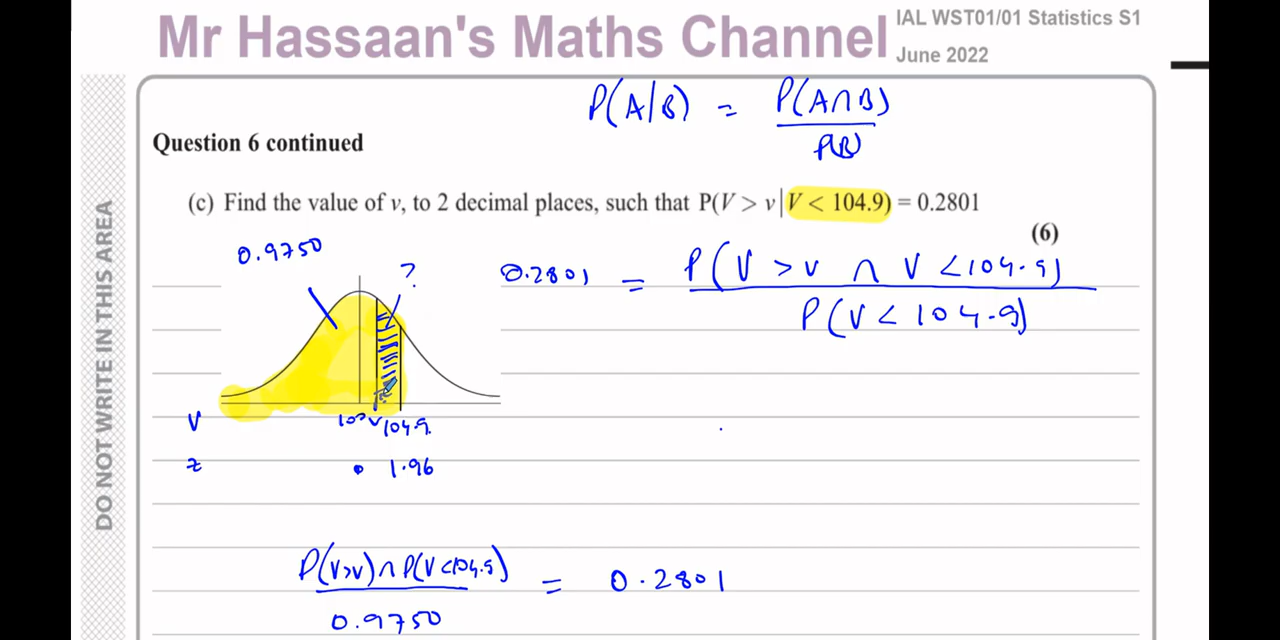 Mr Hassaan's Maths Channel
IAL WST01/01 Statistics S1
June 2022
DO NOT WRITE IN THIS AREA
P(A|B) = P(A∩B)
P(B)
Question 6 continued
(c) Find the value of v, to 2 decimal places, such that P(V > v | V < 104.9) = 0.2801
(6)
0.9750
?
0.2801 = P(V > v ∩ V < 104.9)
P(V < 104.9)
V 100 v 104.9
z 0 1.96
P(V>v) ∩ P(V<104.9) = 0.2801
0.9750